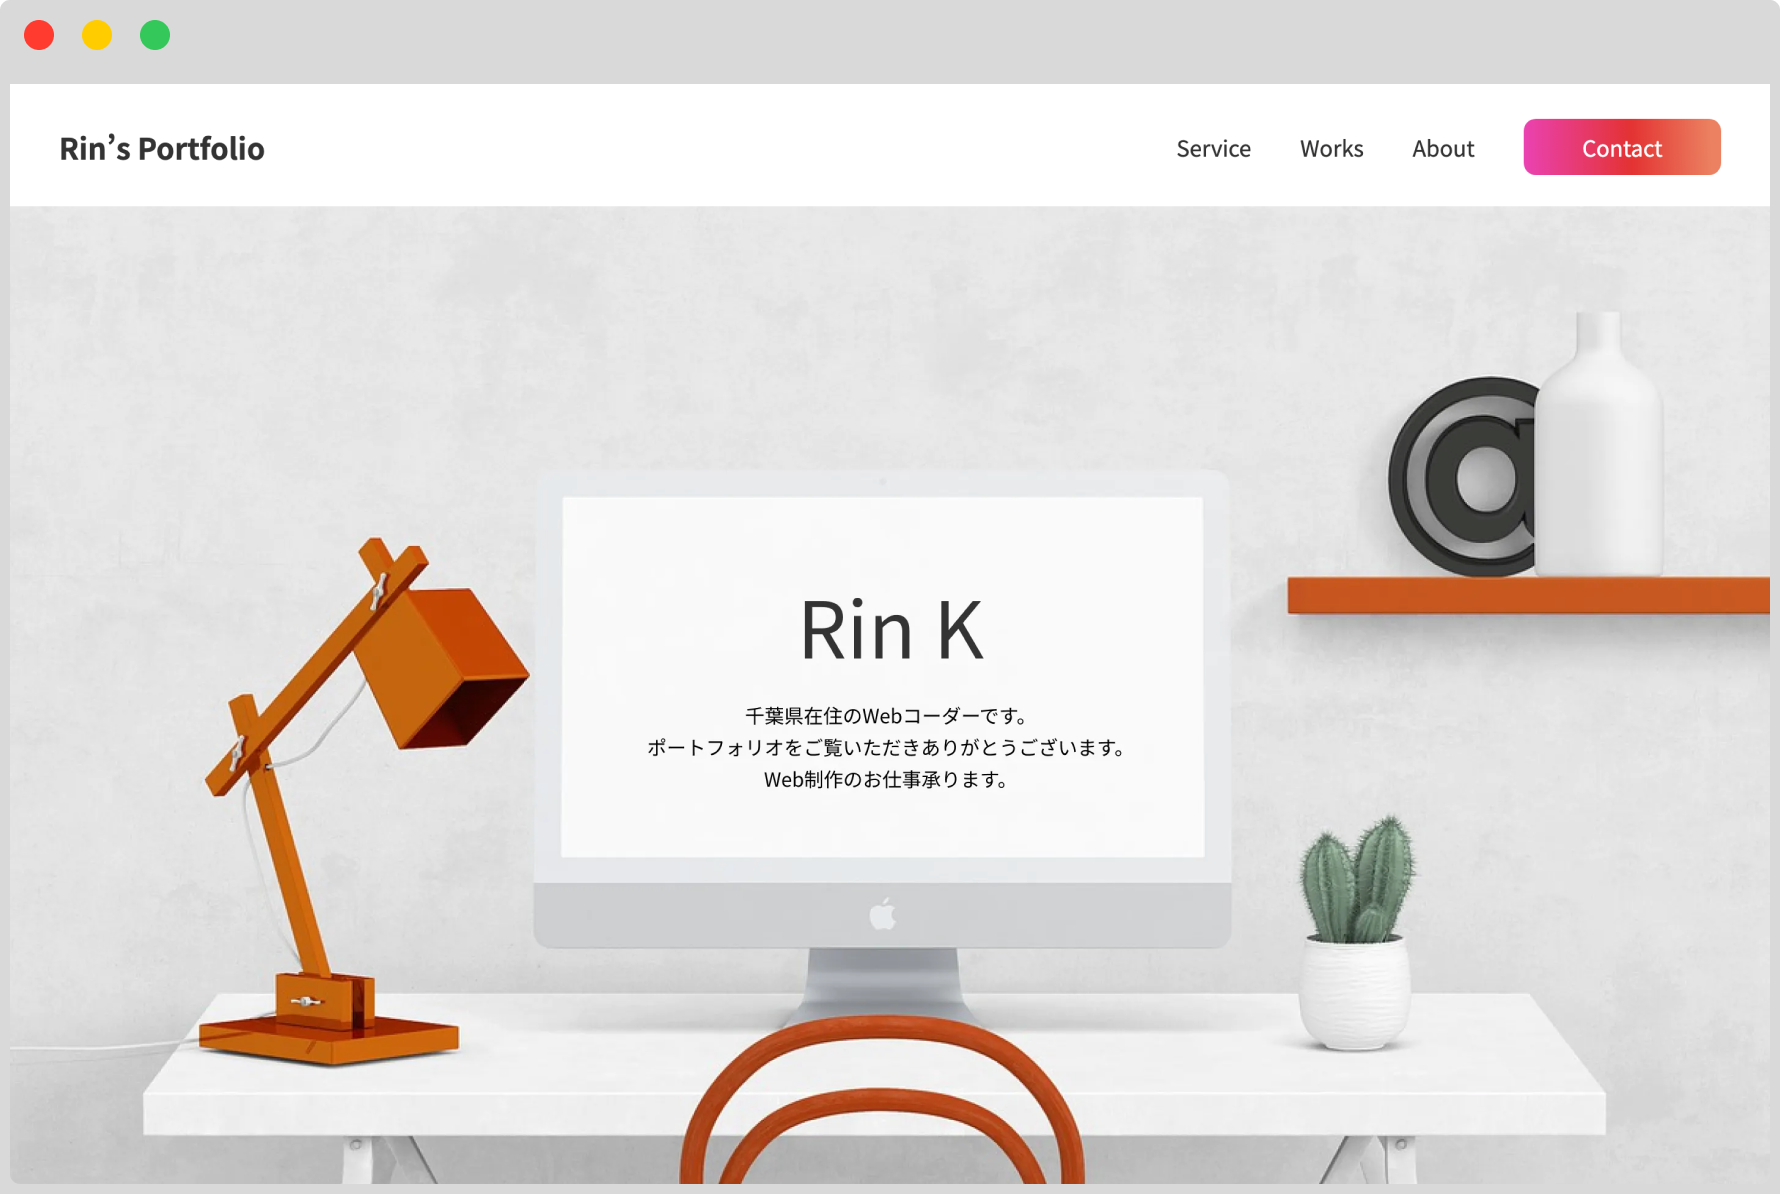 Rin’s Portfolio
Service
Works
About
Contact
@
Rin K
千葉県在住のWebコーダーです。
ポートフォリオをご覧いただきありがとうございます。
Web制作のお仕事承ります。